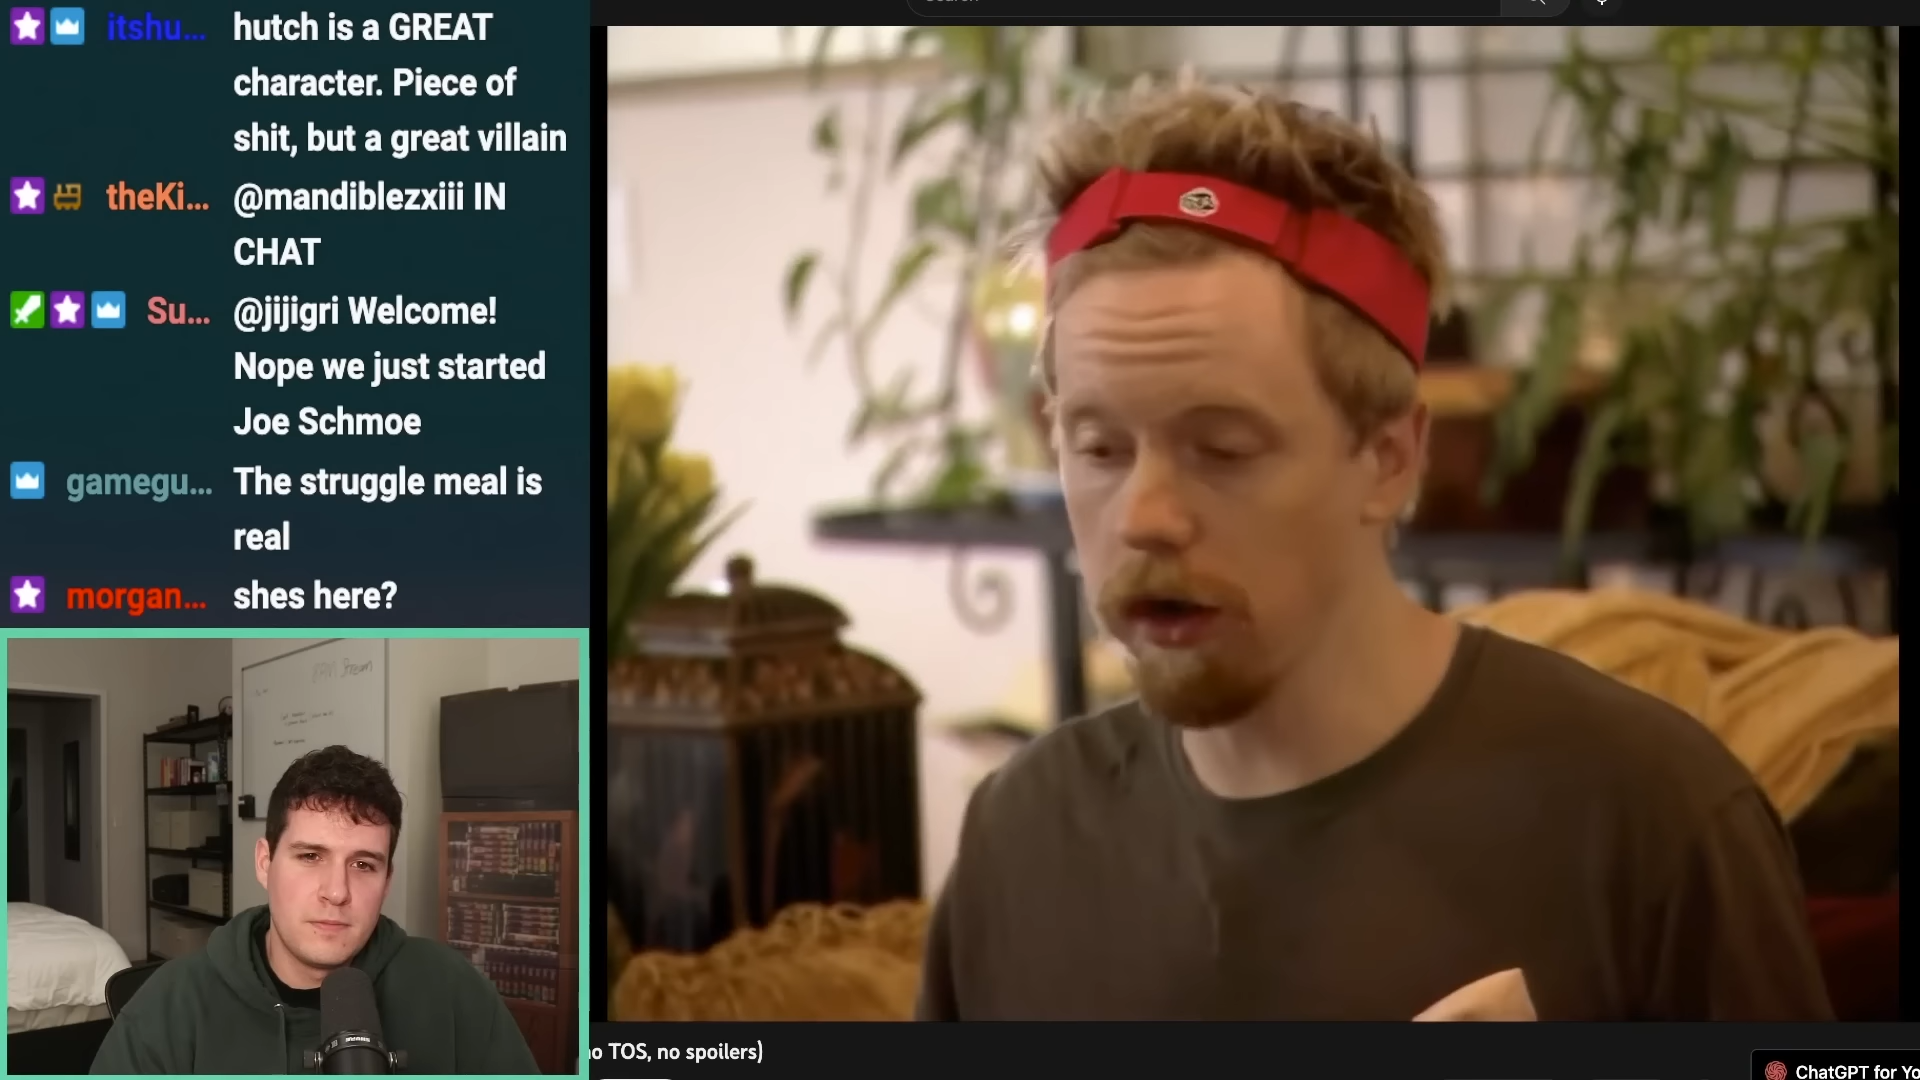 itshu... hutch is a GREAT
character. Piece of
shit, but a great villain
theKi... @mandiblezxiii IN
CHAT
Su... @jijigri Welcome!
Nope we just started
Joe Schmoe
gamegu... The struggle meal is
real
morgan... shes here?
no TOS, no spoilers)
ChatGPT for Yo